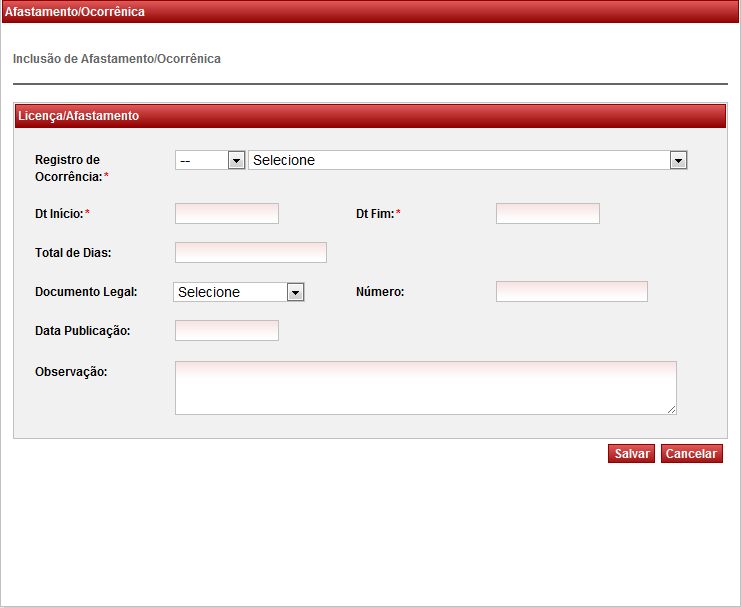 Afastamento/Ocorrênica
Inclusão de Afastamento/Ocorrênica
Licença/Afastamento
Registro de
Ocorrência:*
-- Selecione
Dt Início:* Dt Fim:*
Total de Dias:
Documento Legal: Selecione Número:
Data Publicação:
Observação:
Salvar Cancelar